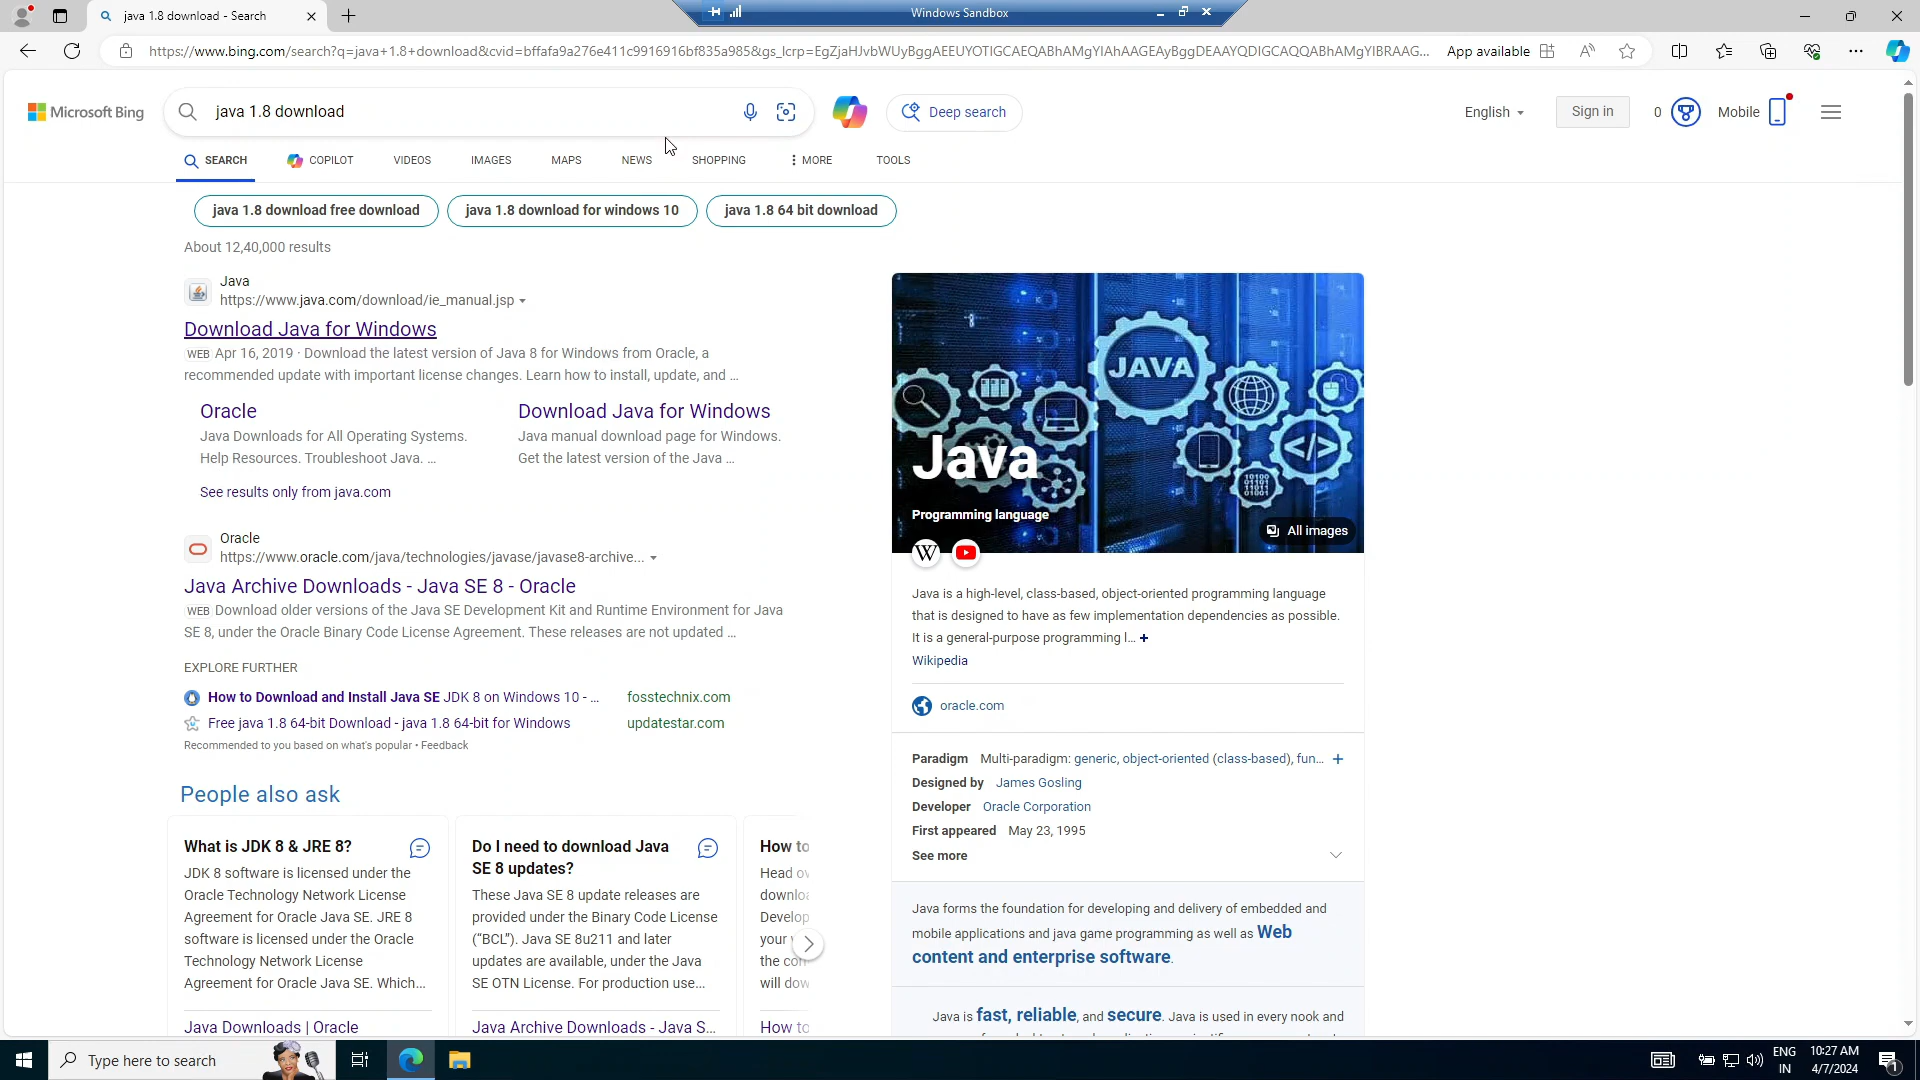 java 1.8 download - Search
Windows Sandbox
https://www.bing.com/search?q=java+1.8+download&cvid=bffafa9a276e411c9916916bf835a985&gs_lcrp=EgZjaHJvbWUyBggAEEUYOTIGCAEQABhAMgYIAhAAGEAyBggDEAAYQDIGCAQQABhAMgYIBRAAG...
App available
Microsoft Bing
java 1.8 download
Deep search
English
Sign in
0
Mobile
SEARCH
COPILOT
VIDEOS
IMAGES
MAPS
NEWS
SHOPPING
MORE
TOOLS
java 1.8 download free download
java 1.8 download for windows 10
java 1.8 64 bit download
About 12,40,000 results
Java
https://www.java.com/download/ie_manual.jsp
Download Java for Windows
WEB Apr 16, 2019 · Download the latest version of Java 8 for Windows from Oracle, a
recommended update with important license changes. Learn how to install, update, and ...
Oracle
Java Downloads for All Operating Systems.
Help Resources. Troubleshoot Java. ...
Download Java for Windows
Java manual download page for Windows.
Get the latest version of the Java ...
See results only from java.com
Oracle
https://www.oracle.com/java/technologies/javase/javase8-archive...
Java Archive Downloads - Java SE 8 - Oracle
WEB Download older versions of the Java SE Development Kit and Runtime Environment for Java
SE 8, under the Oracle Binary Code License Agreement. These releases are not updated ...
EXPLORE FURTHER
How to Download and Install Java SE JDK 8 on Windows 10 - ...
fosstechnix.com
Free java 1.8 64-bit Download - java 1.8 64-bit for Windows
updatestar.com
Recommended to you based on what's popular • Feedback
People also ask
What is JDK 8 & JRE 8?
JDK 8 software is licensed under the
Oracle Technology Network License
Agreement for Oracle Java SE. JRE 8
software is licensed under the Oracle
Technology Network License
Agreement for Oracle Java SE. Which...
Java Downloads | Oracle
Do I need to download Java
SE 8 updates?
These Java SE 8 update releases are
provided under the Binary Code License
("BCL"). Java SE 8u211 and later
updates are available, under the Java
SE OTN License. For production use...
Java Archive Downloads - Java S...
How to
Head ov
downloa
Develop
your
the con
will dow
How to
JAVA
Java
Programming language
All images
W
Java is a high-level, class-based, object-oriented programming language
that is designed to have as few implementation dependencies as possible.
It is a general-purpose programming l... +
Wikipedia
oracle.com
Paradigm Multi-paradigm: generic, object-oriented (class-based), fun... +
Designed by James Gosling
Developer Oracle Corporation
First appeared May 23, 1995
See more
Java forms the foundation for developing and delivery of embedded and
mobile applications and java game programming as well as Web
content and enterprise software.
Java is fast, reliable, and secure. Java is used in every nook and
Type here to search
ENG
IN
10:27 AM
4/7/2024
1